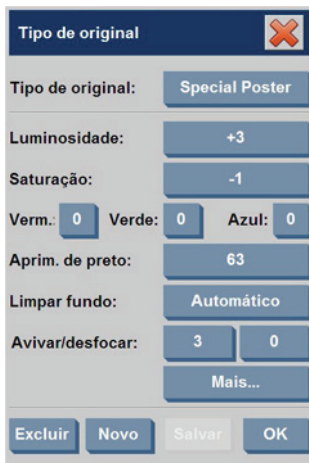 Tipo de original
Tipo de original: Special Poster
Luminosidade: +3
Saturação: -1
Verm.: 0 Verde: 0 Azul: 0
Aprim. de preto: 63
Limpar fundo: Automático
Avivar/desfocar: 3 0
Mais...
Excluir Novo Salvar OK